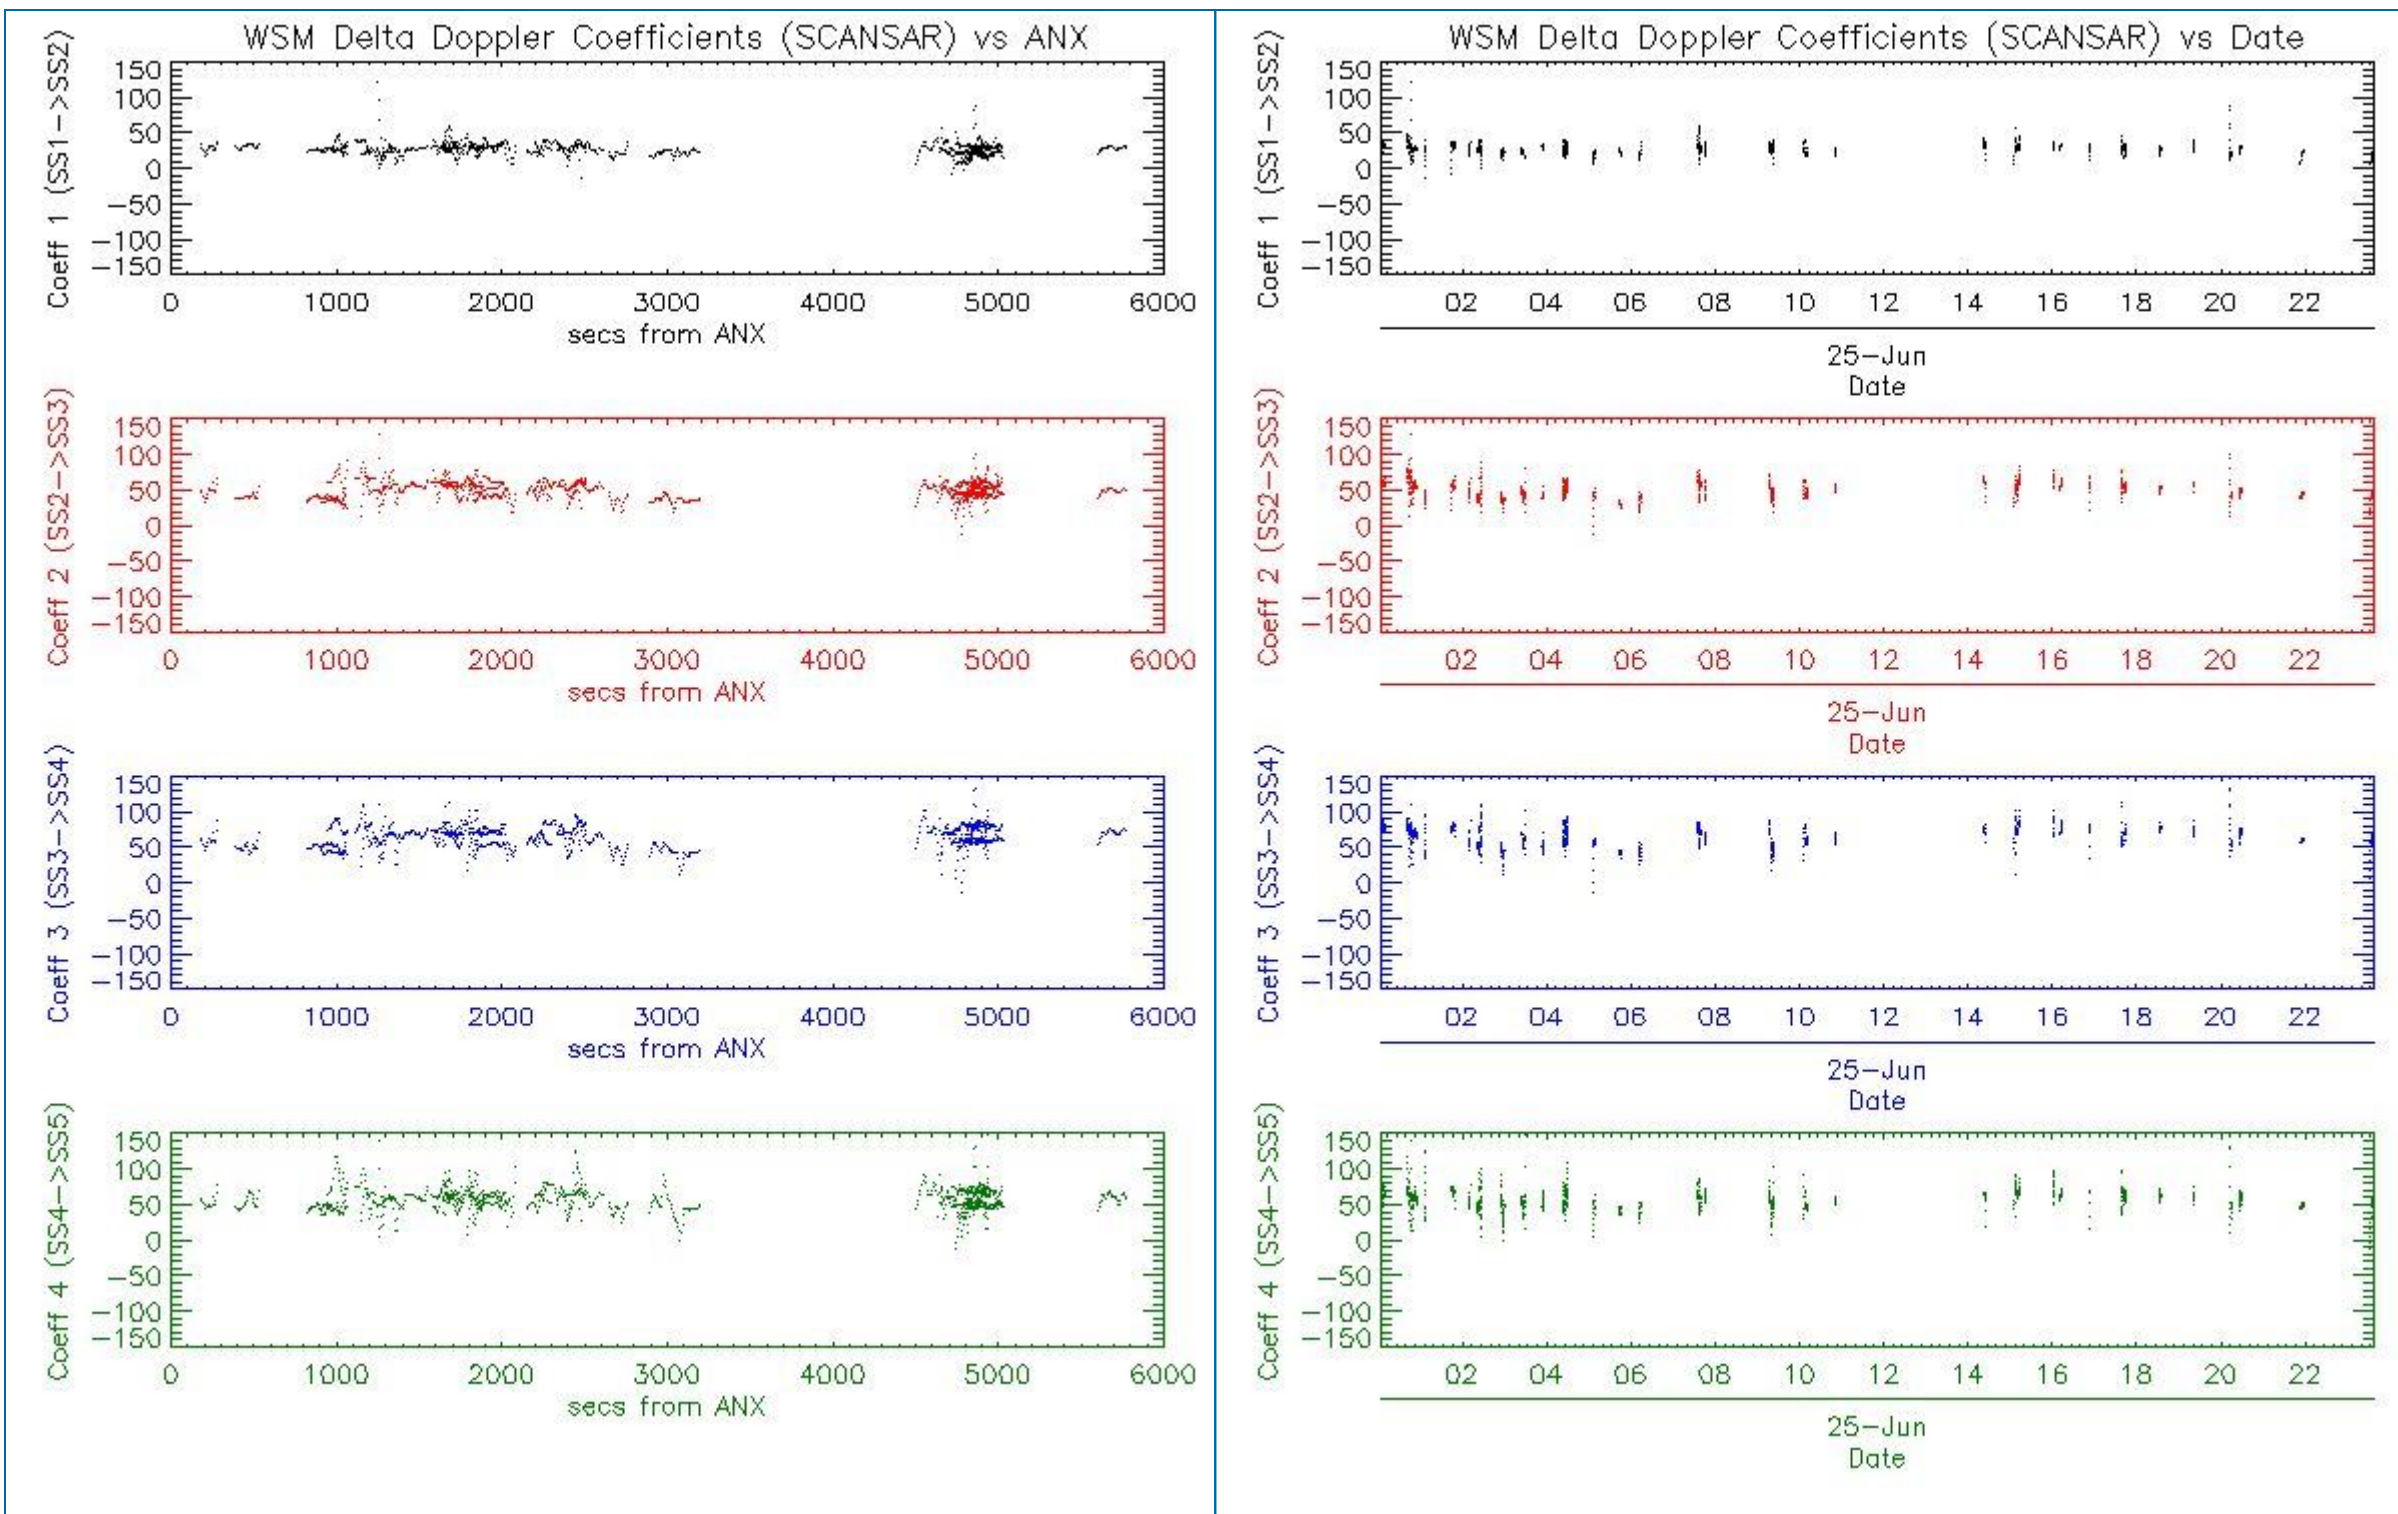 WSM Delta Doppler Coefficients (SCANSAR) vs ANX
Coeff 1 (SS1->SS2)
150
100
50
0
−50
−100
−150
0 1000 2000 3000 4000 5000 6000
secs from ANX
Coeff 2 (SS2->SS3)
150
100
50
0
−50
−100
−150
0 1000 2000 3000 4000 5000 6000
secs from ANX
Coeff 3 (SS3->SS4)
150
100
50
0
−50
−100
−150
0 1000 2000 3000 4000 5000 6000
secs from ANX
Coeff 4 (SS4->SS5)
150
100
50
0
−50
−100
−150
0 1000 2000 3000 4000 5000 6000
secs from ANX
WSM Delta Doppler Coefficients (SCANSAR) vs Date
Coeff 1 (SS1->SS2)
150
100
50
0
−50
−100
−150
02 04 06 08 10 12 14 16 18 20 22
25−Jun
Date
Coeff 2 (SS2->SS3)
150
100
50
0
−50
−100
−150
02 04 06 08 10 12 14 16 18 20 22
25−Jun
Date
Coeff 3 (SS3->SS4)
150
100
50
0
−50
−100
−150
02 04 06 08 10 12 14 16 18 20 22
25−Jun
Date
Coeff 4 (SS4->SS5)
150
100
50
0
−50
−100
−150
02 04 06 08 10 12 14 16 18 20 22
25−Jun
Date